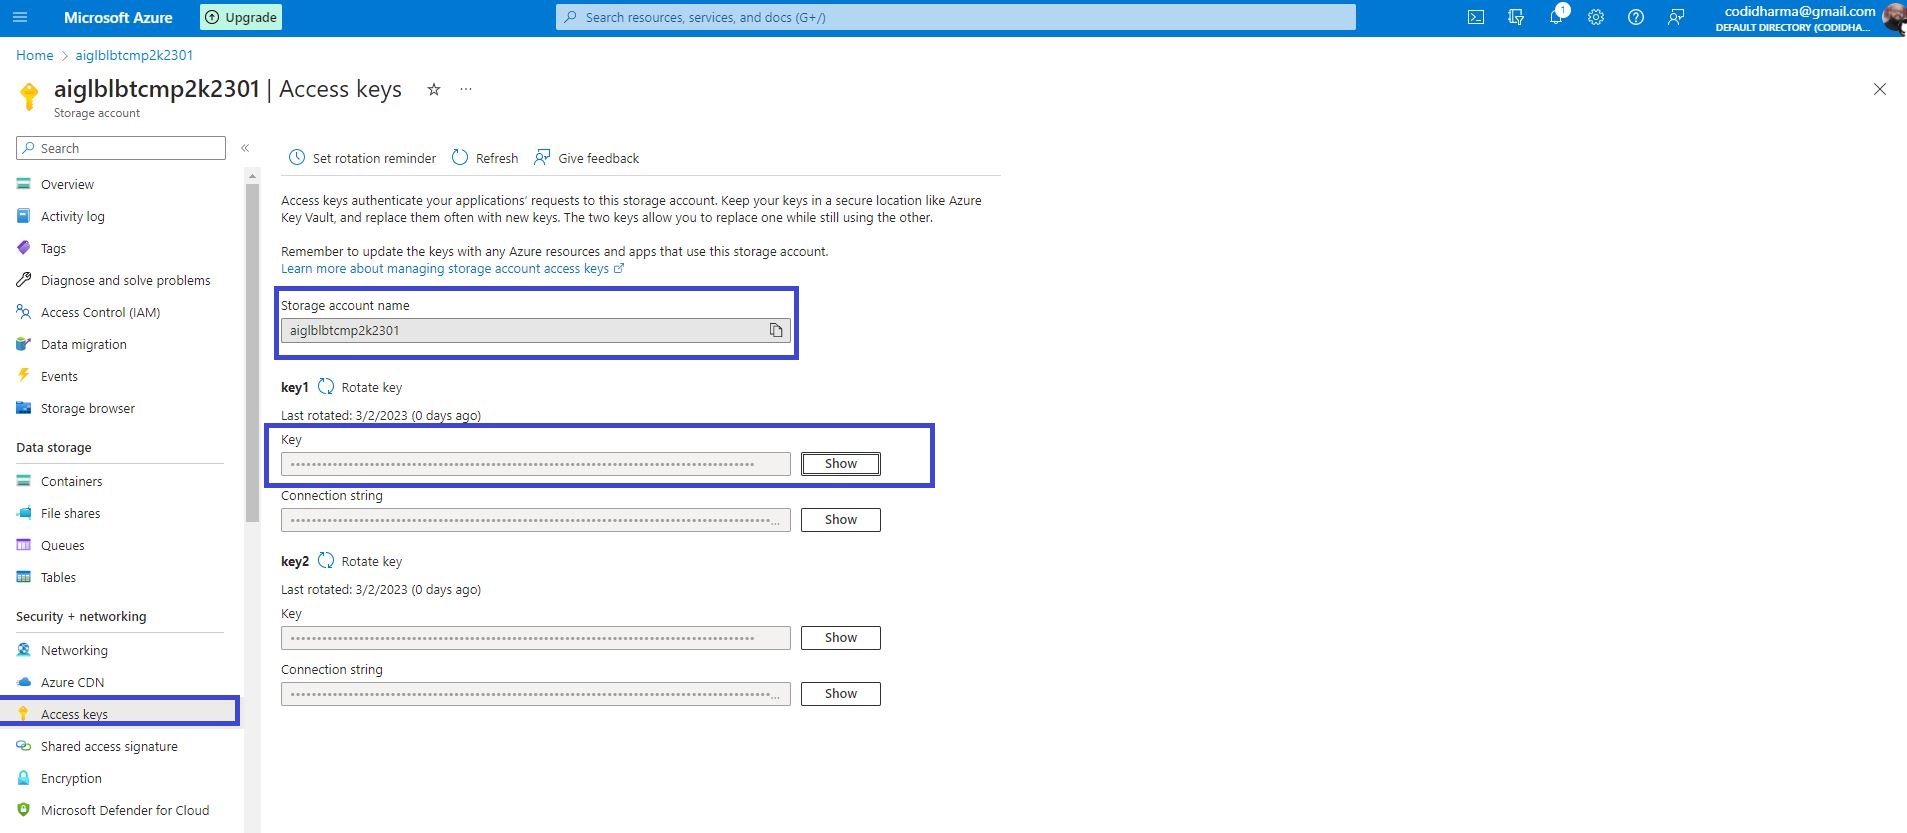 Microsoft Azure
Upgrade
Search resources, services, and docs (G+/)
1
codidharma@gmail.com
DEFAULT DIRECTORY (CODIDHA...
Home > aiglblbtcmp2k2301
aiglblbtcmp2k2301 | Access keys ...
Storage account
Search
«
Set rotation reminder
Refresh
Give feedback
Overview
Activity log
Tags
Diagnose and solve problems
Access Control (IAM)
Data migration
Events
Storage browser
Data storage
Containers
File shares
Queues
Tables
Security + networking
Networking
Azure CDN
Access keys
Shared access signature
Encryption
Microsoft Defender for Cloud
Access keys authenticate your applications' requests to this storage account. Keep your keys in a secure location like Azure
Key Vault, and replace them often with new keys. The two keys allow you to replace one while still using the other.
Remember to update the keys with any Azure resources and apps that use this storage account.
Learn more about managing storage account access keys
Storage account name
aiglblbtcmp2k2301
key1 Rotate key
Last rotated: 3/2/2023 (0 days ago)
Key
Show
Connection string
Show
key2 Rotate key
Last rotated: 3/2/2023 (0 days ago)
Key
Show
Connection string
Show